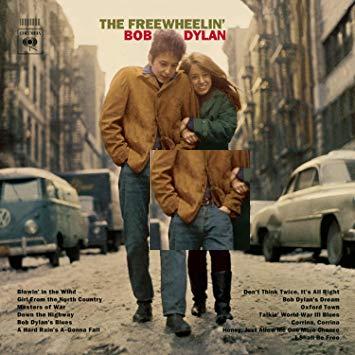 COLUMBIA
THE FREEWHEELIN'
BOB DYLAN
Blowin' in the Wind
Girl From the North Country
Masters of War
Down the Highway
Bob Dylan's Blues
A Hard Rain's A-Gonna Fall
Don't Think Twice, It's All Right
Bob Dylan's Dream
Oxford Town
Talkin' World War III Blues
Corrina, Corrina
Honey, Just Allow Me One More Chance
I Shall Be Free